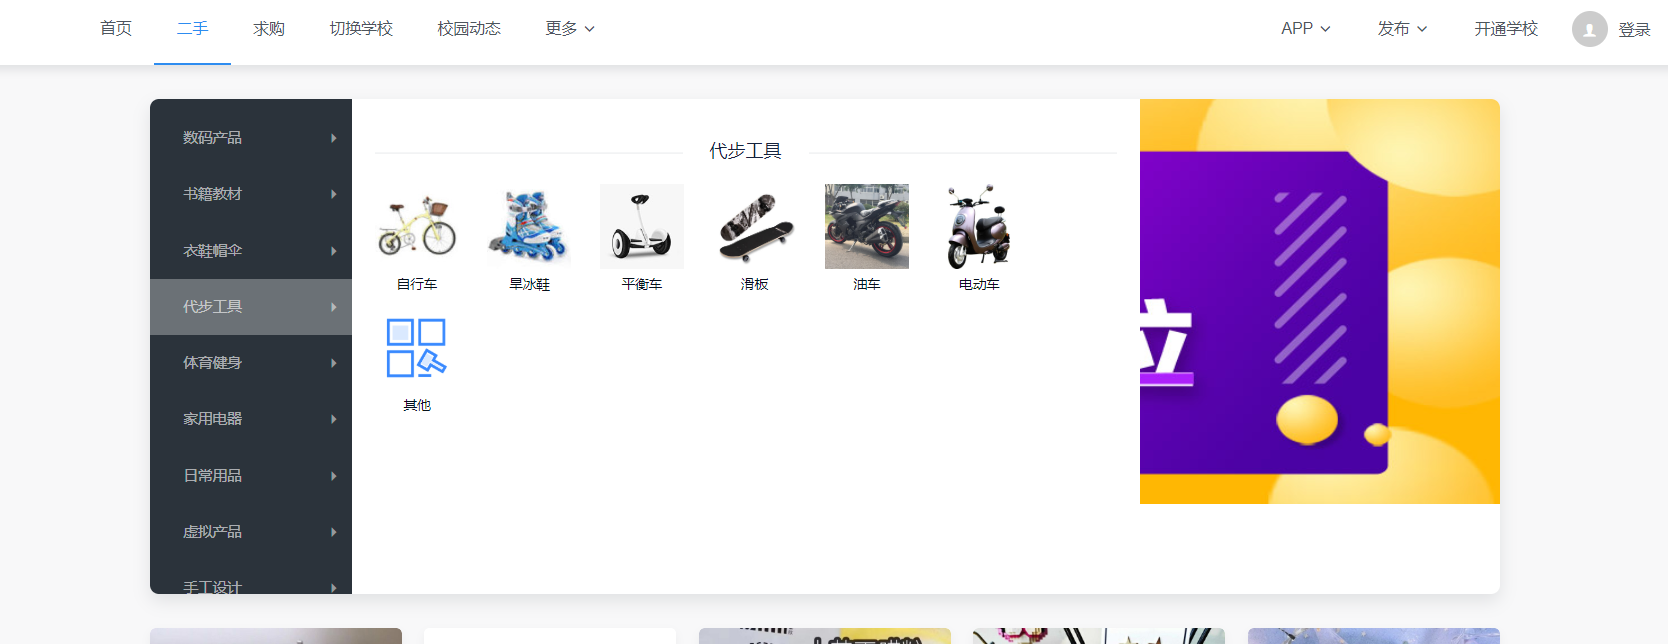 首页 二手 求购 切换学校 校园动态 更多 APP 发布 开通学校 登录
数码产品
书籍教材
衣鞋帽伞
代步工具
体育健身
家用电器
日常用品
虚拟产品
手工设计
代步工具
自行车 旱冰鞋 平衡车 滑板 油车 电动车
其他